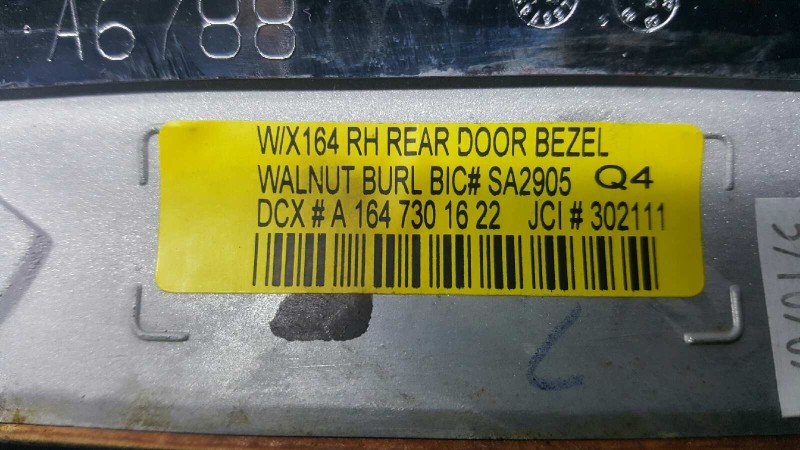 A6788
W/X164 RH REAR DOOR BEZEL
WALNUT BURL BIC# SA2905 Q4
DCX # A 164 730 16 22 JCI # 302111